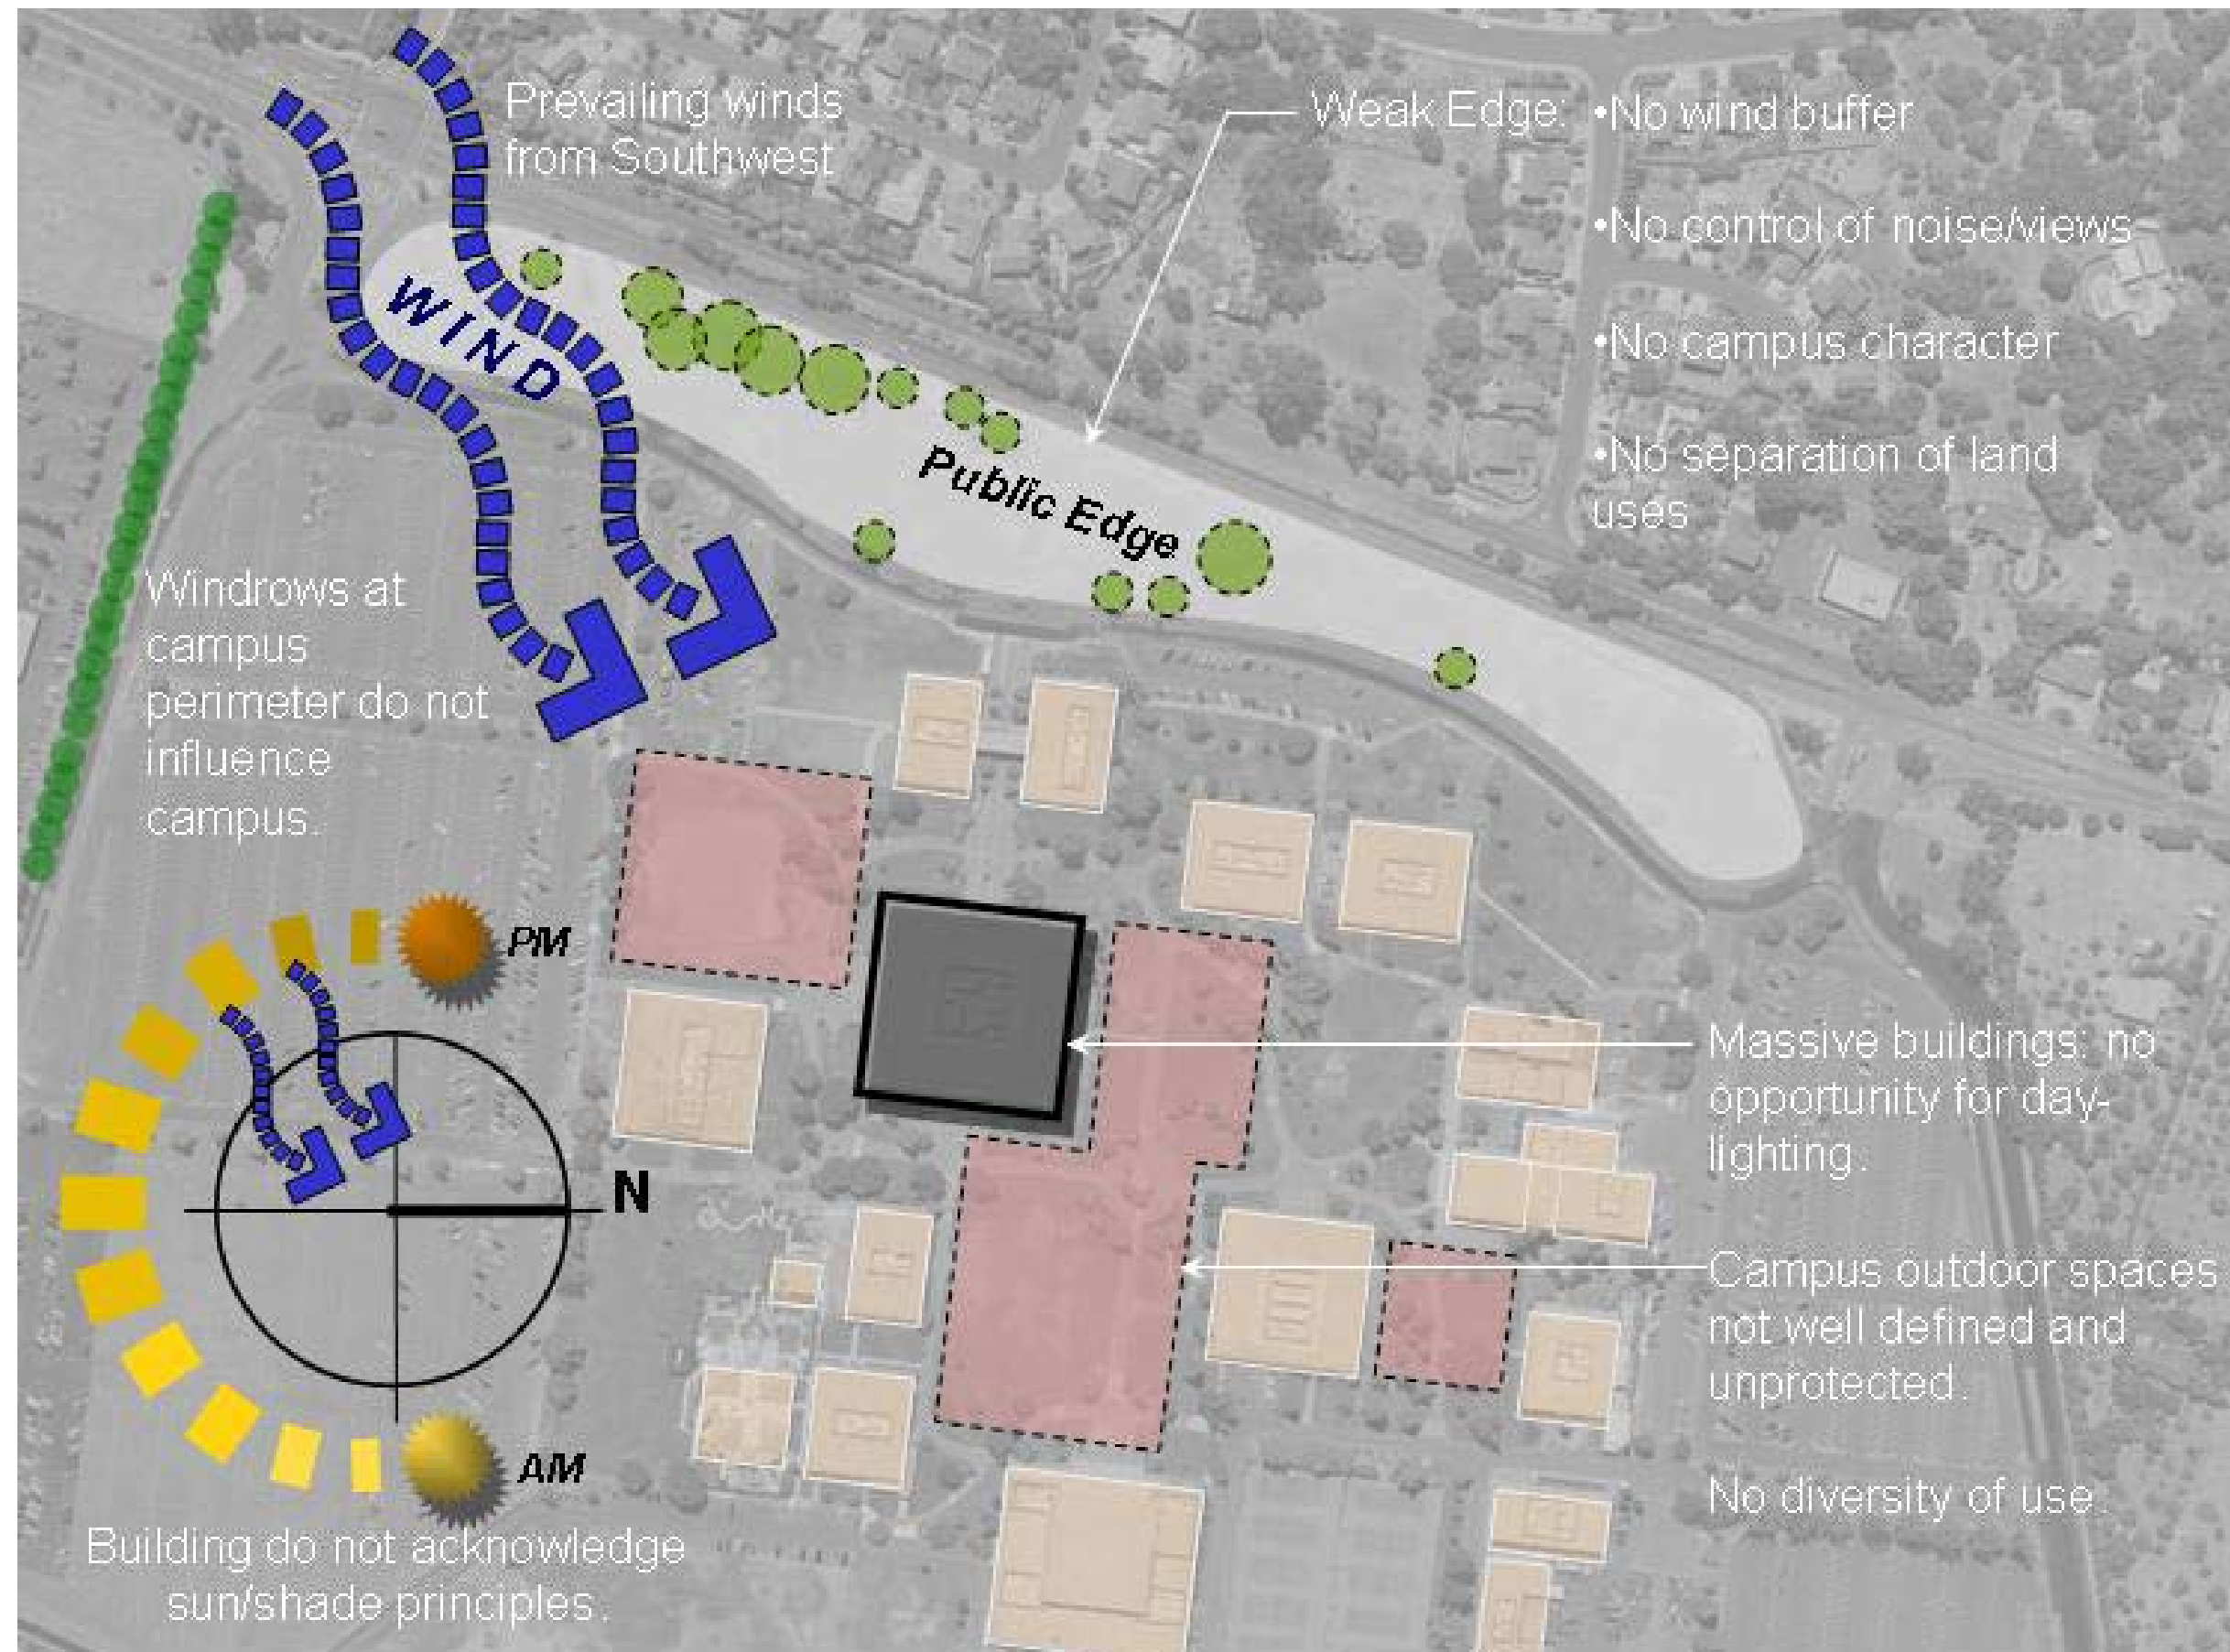 Prevailing winds
from Southwest
Weak Edge:
•No wind buffer
•No control of noise/views
•No campus character
•No separation of land
uses
WIND
Public Edge
Windrows at
campus
perimeter do not
influence
campus.
PM
N
AM
Building do not acknowledge
sun/shade principles.
Massive buildings: no
opportunity for day-
lighting.
Campus outdoor spaces
not well defined and
unprotected.
No diversity of use.